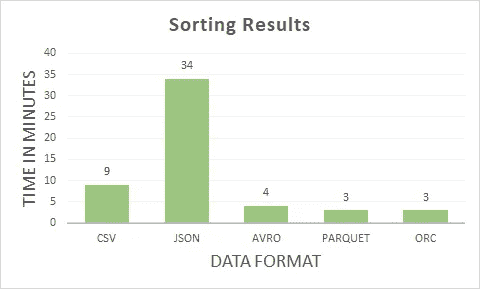 Sorting Results
TIME IN MINUTES
40
35
30
25
20
15
10
5
0
9
34
4
3
3
CSV
JSON
AVRO
PARQUET
ORC
DATA FORMAT